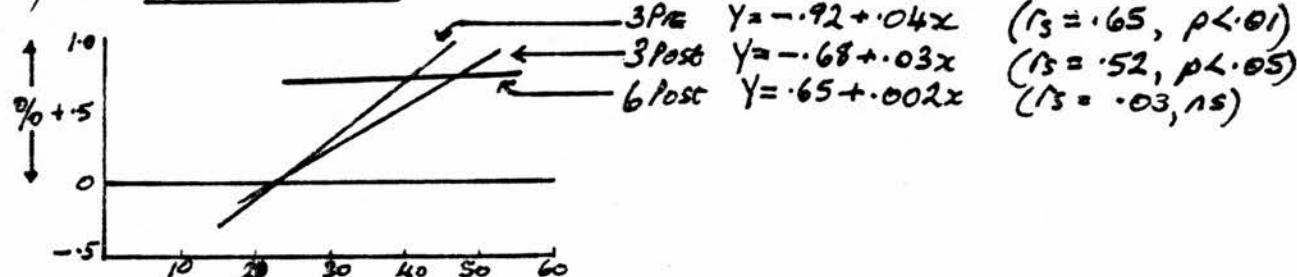 3Pre Y=-.92+.04x (rs=.65, p<.01)
1.0
3Post Y=-.68+.03x (rs=.52, p<.05)
6Post Y=.65+.002x (rs=.03, ns)
% +.5
0
-.5
10 20 30 40 50 60